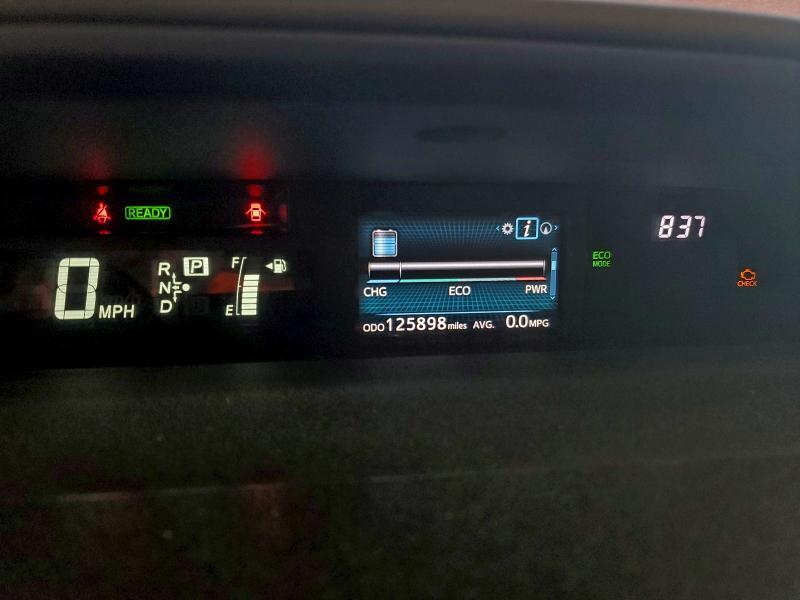 READY
0 MPH
R
N
D
P
F
E
i
CHG ECO PWR
ODO 125898 miles AVG. 0.0 MPG
ECO
MODE
837
CHECK